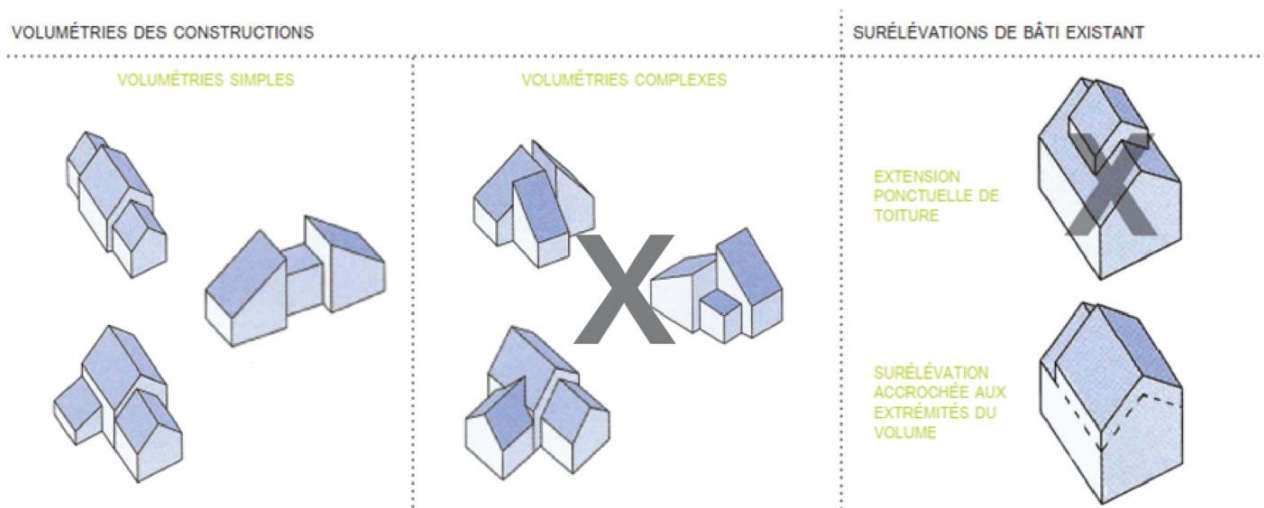 VOLUMÉTRIES DES CONSTRUCTIONS
SURÉLÉVATIONS DE BÂTI EXISTANT
VOLUMÉTRIES SIMPLES
VOLUMÉTRIES COMPLEXES
X
X
EXTENSION
PONCTUELLE DE
TOITURE
SURÉLÉVATION
ACCROCHÉE AUX
EXTRÉMITÉS DU
VOLUME